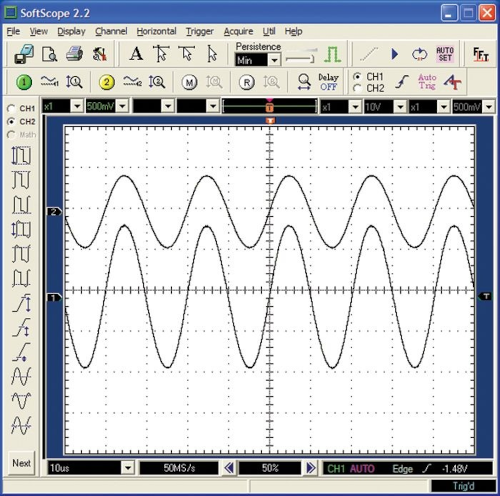 SoftScope 2.2
File View Display Channel Horizontal Trigger Acquire Util Help
A Persistence Min AUTO SET
1 2 M R Delay OFF CH1 CH2 Auto Trig
CH1
CH2
Math
x1 500mV x1 10V x1 500mV
T
2
1 T
Next
10us 50MS/s 50% CH1 AUTO Edge -1.48V
Trig'd